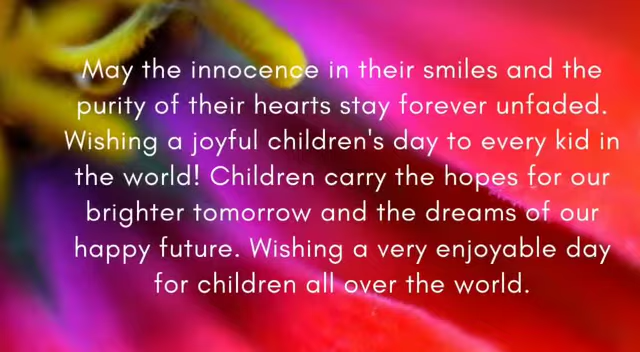 May the innocence in their smiles and the
purity of their hearts stay forever unfaded.
Wishing a joyful children's day to every kid in
the world! Children carry the hopes for our
brighter tomorrow and the dreams of our
happy future. Wishing a very enjoyable day
for children all over the world.